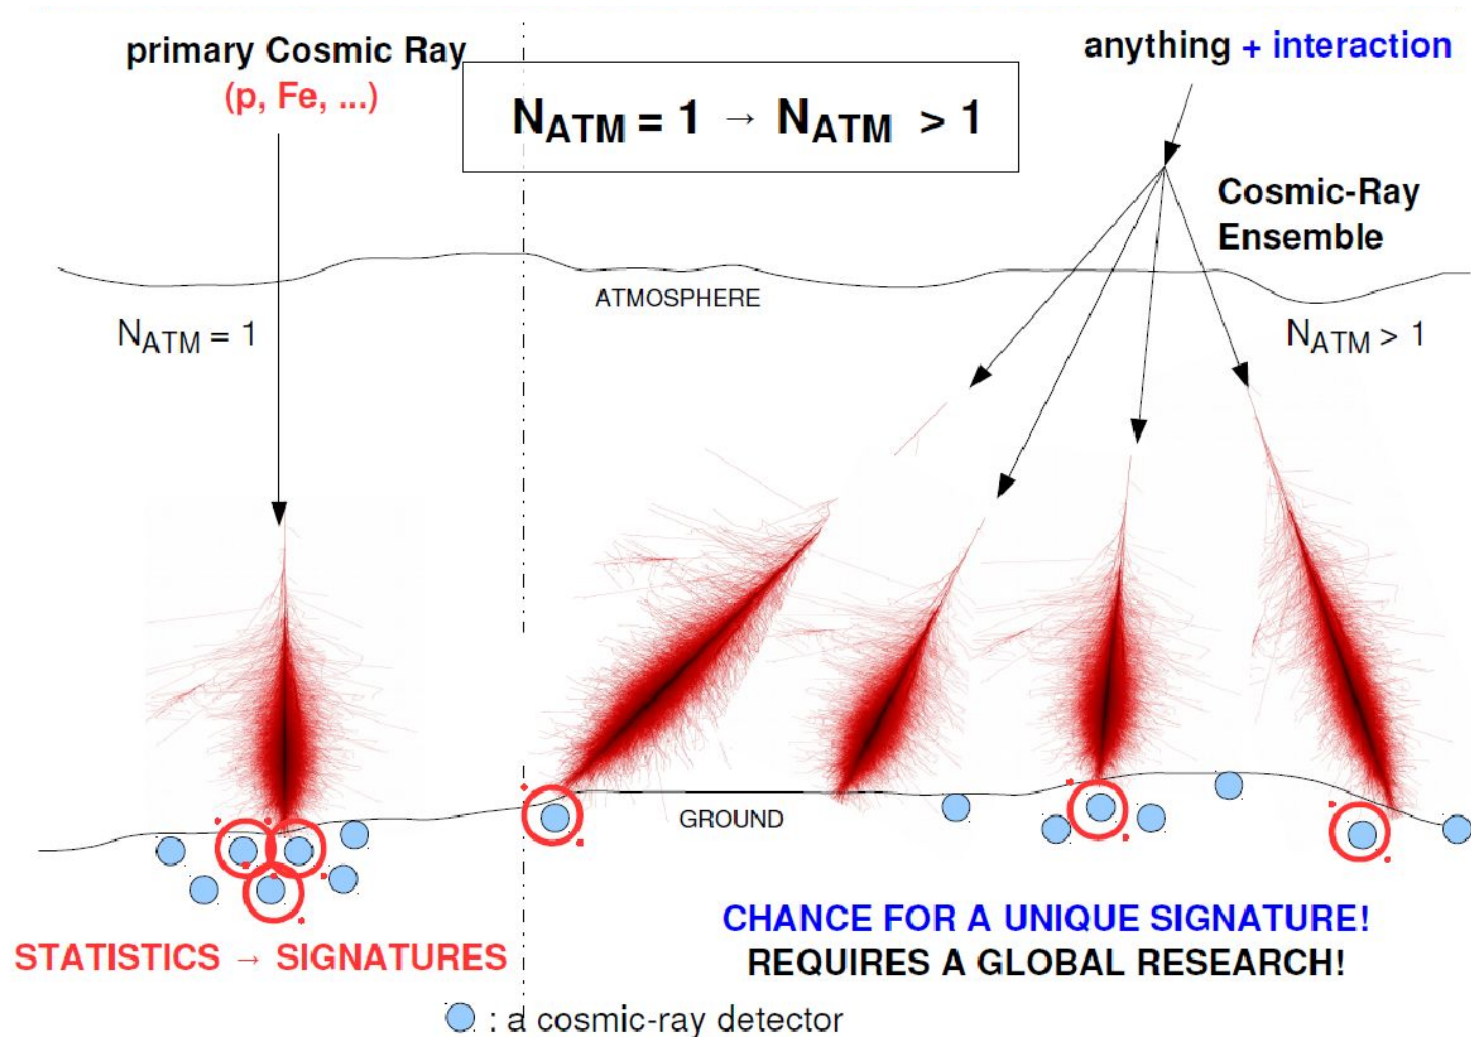 primary Cosmic Ray
(p, Fe, ...)
N_ATM = 1 → N_ATM > 1
anything + interaction
Cosmic-Ray
Ensemble
ATMOSPHERE
N_ATM = 1
N_ATM > 1
GROUND
STATISTICS → SIGNATURES
CHANCE FOR A UNIQUE SIGNATURE!
REQUIRES A GLOBAL RESEARCH!
: a cosmic-ray detector